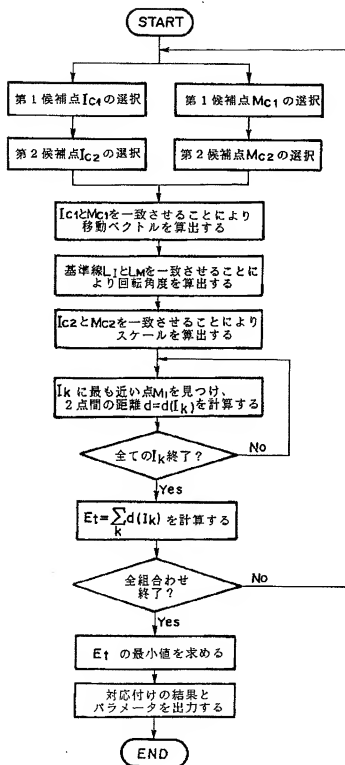 START
第1候補点IC1の選択
第1候補点MC1の選択
第2候補点IC2の選択
第2候補点MC2の選択
IC1とMC1を一致させることにより
移動ベクトルを算出する
基準線LIとLMを一致させることに
より回転角度を算出する
IC2とMC2を一致させることにより
スケールを算出する
Ikに最も近い点Mlを見つけ、
2点間の距離d=d(Ik)を計算する
全てのIk終了?
No
Yes
Et=∑d(Ik)を計算する
k
全組合わせ
終了?
No
Yes
Etの最小値を求める
対応付けの結果と
パラメータを出力する
END